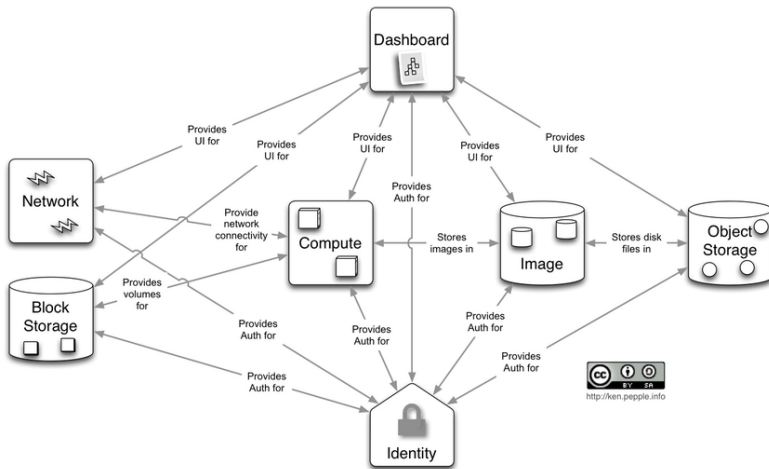 Dashboard
Provides
UI for
Provides
UI for
Provides
UI for
Provides
UI for
Provides
UI for
Provides
Auth for
Network
Provide
network
connectivity
for
Compute
Stores
images in
Image
Stores disk
files in
Object
Storage
Block
Storage
Provides
volumes
for
Provides
Auth for
Provides
Auth for
Provides
Auth for
Provides
Auth for
Provides
Auth for
Identity
cc
BY SA
http://ken.pepple.info